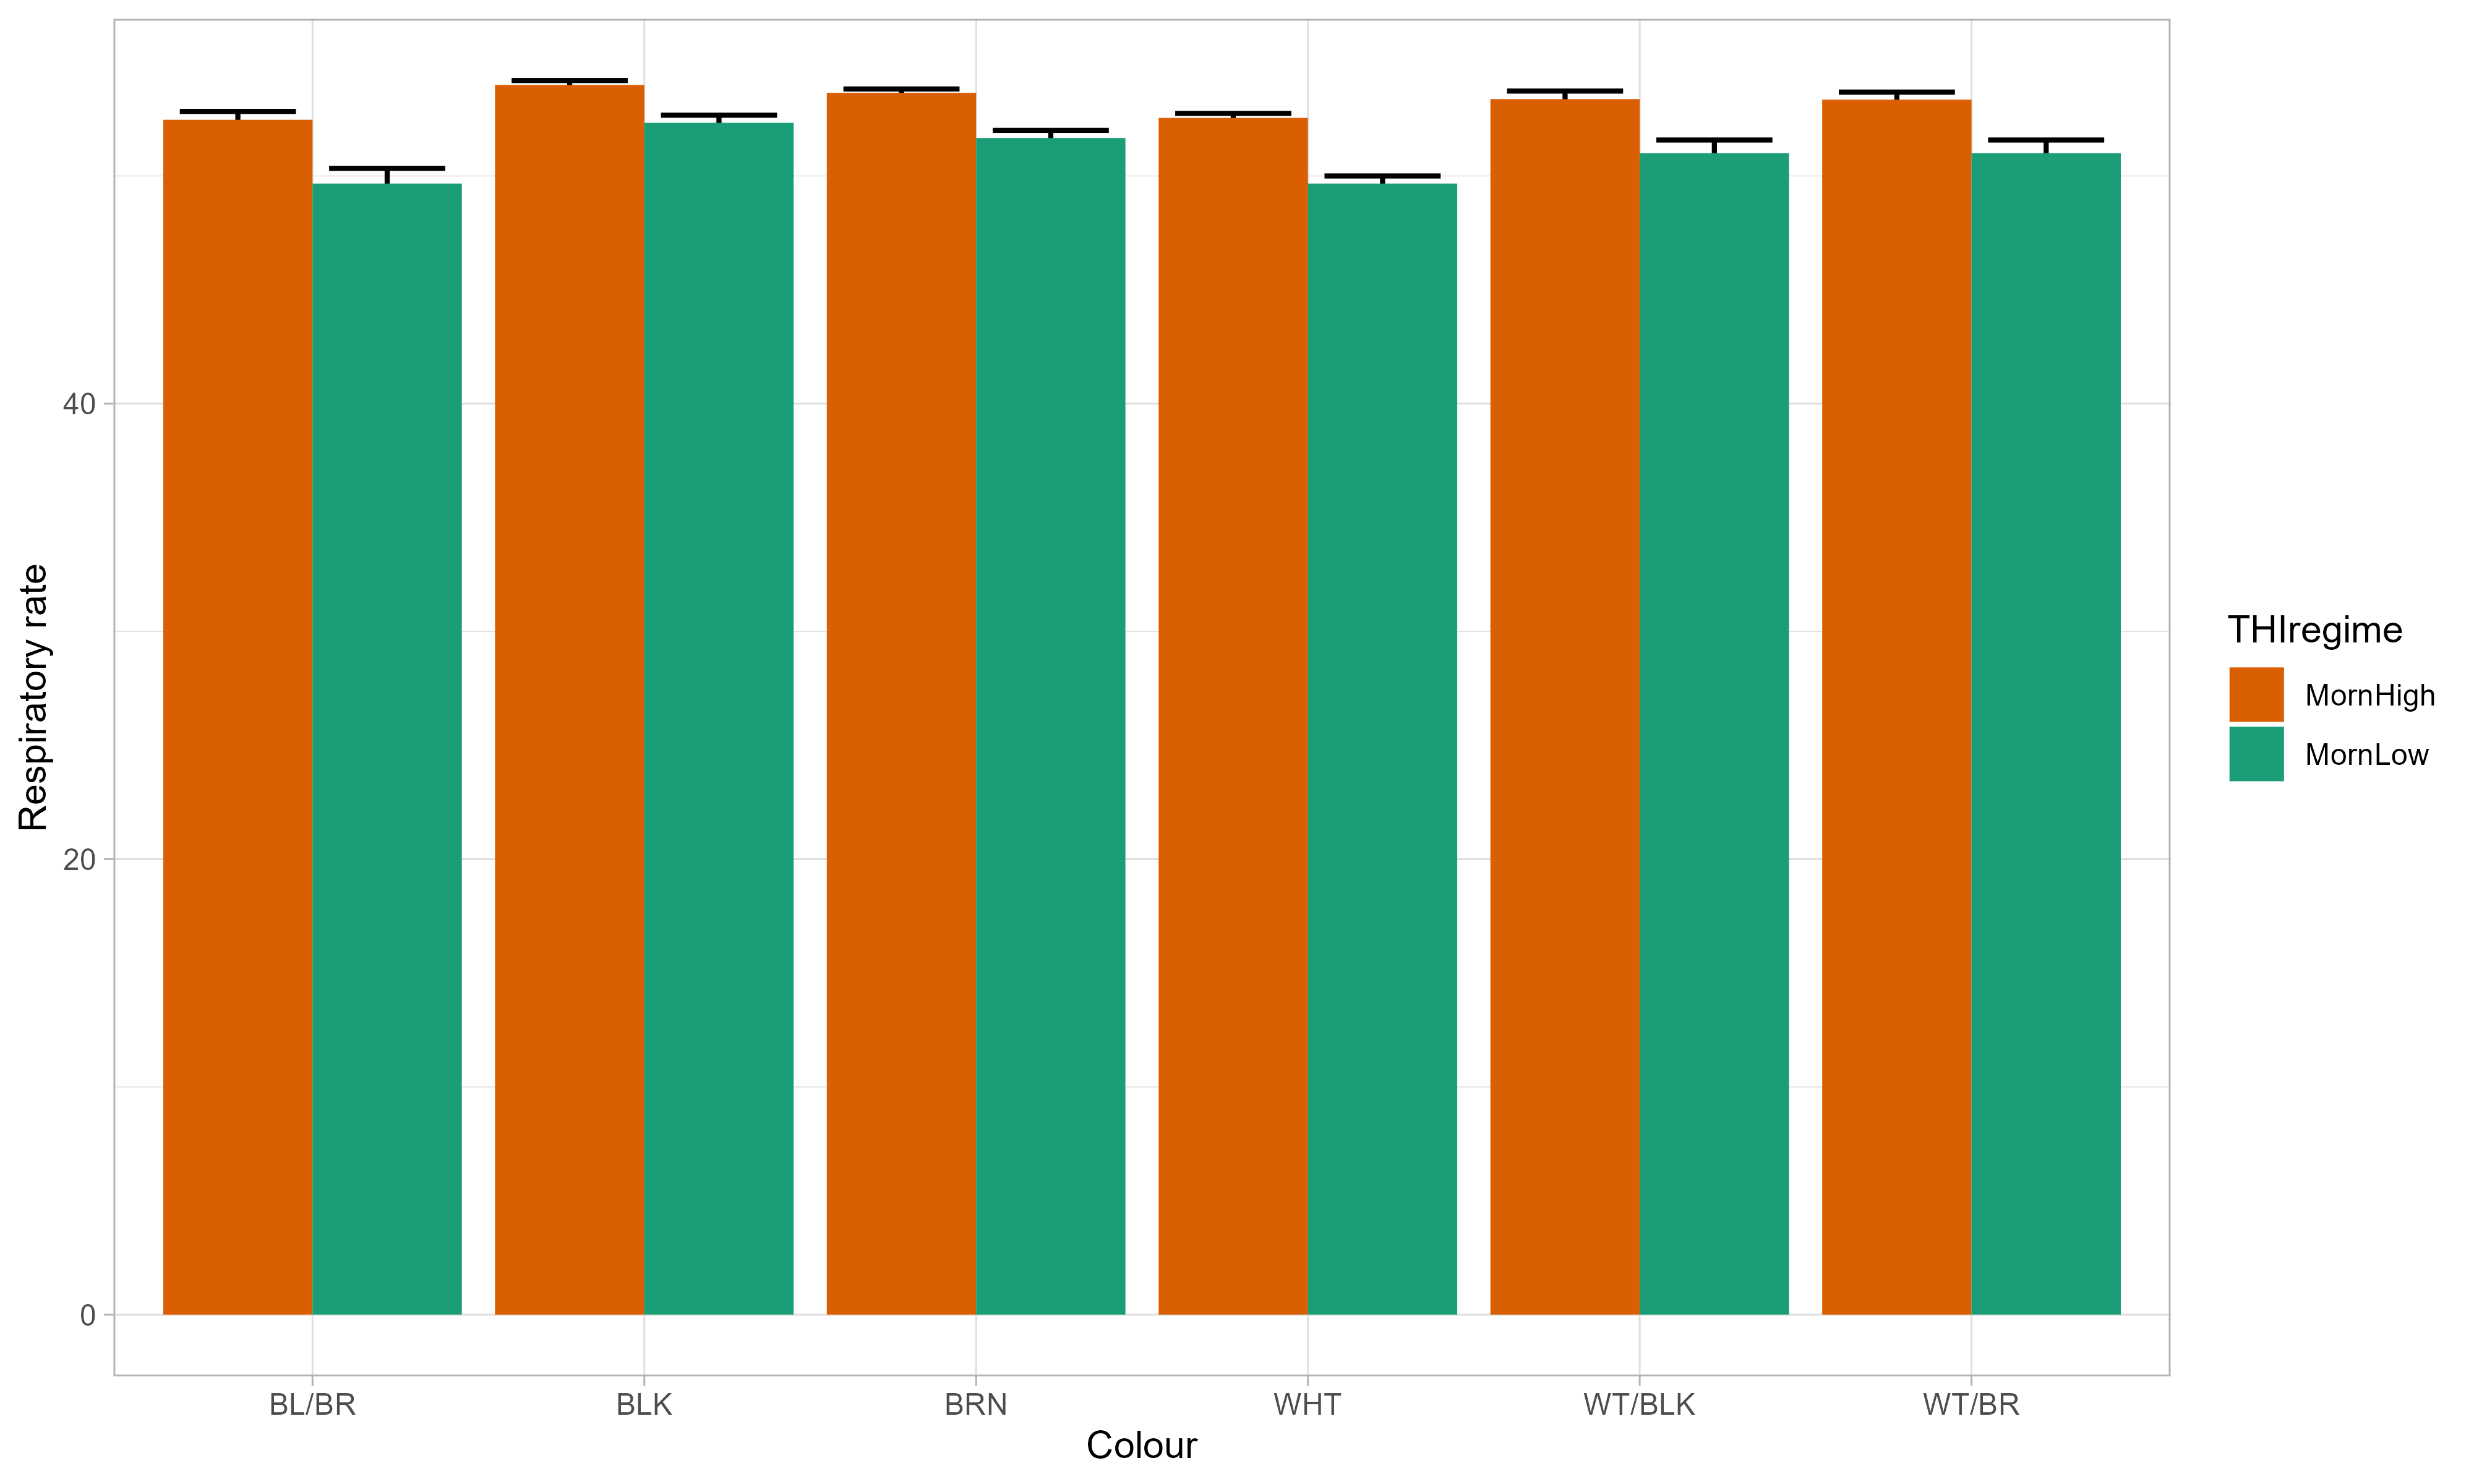 Respiratory rate
40
20
0
BL/BR
BLK
BRN
WHT
WT/BLK
WT/BR
Colour
THIregime
MornHigh
MornLow